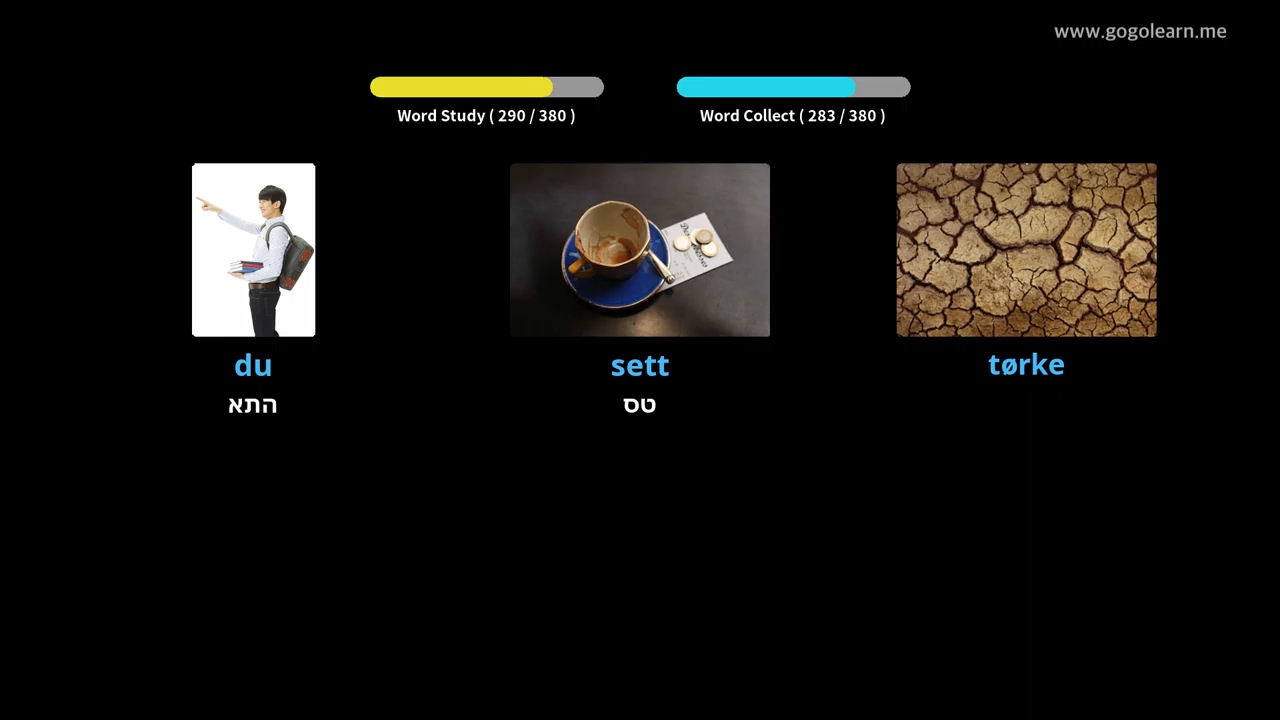 www.gogolearn.me
Word Study ( 290 / 380 )
Word Collect ( 283 / 380 )
du
sett
tørke
התא
טס